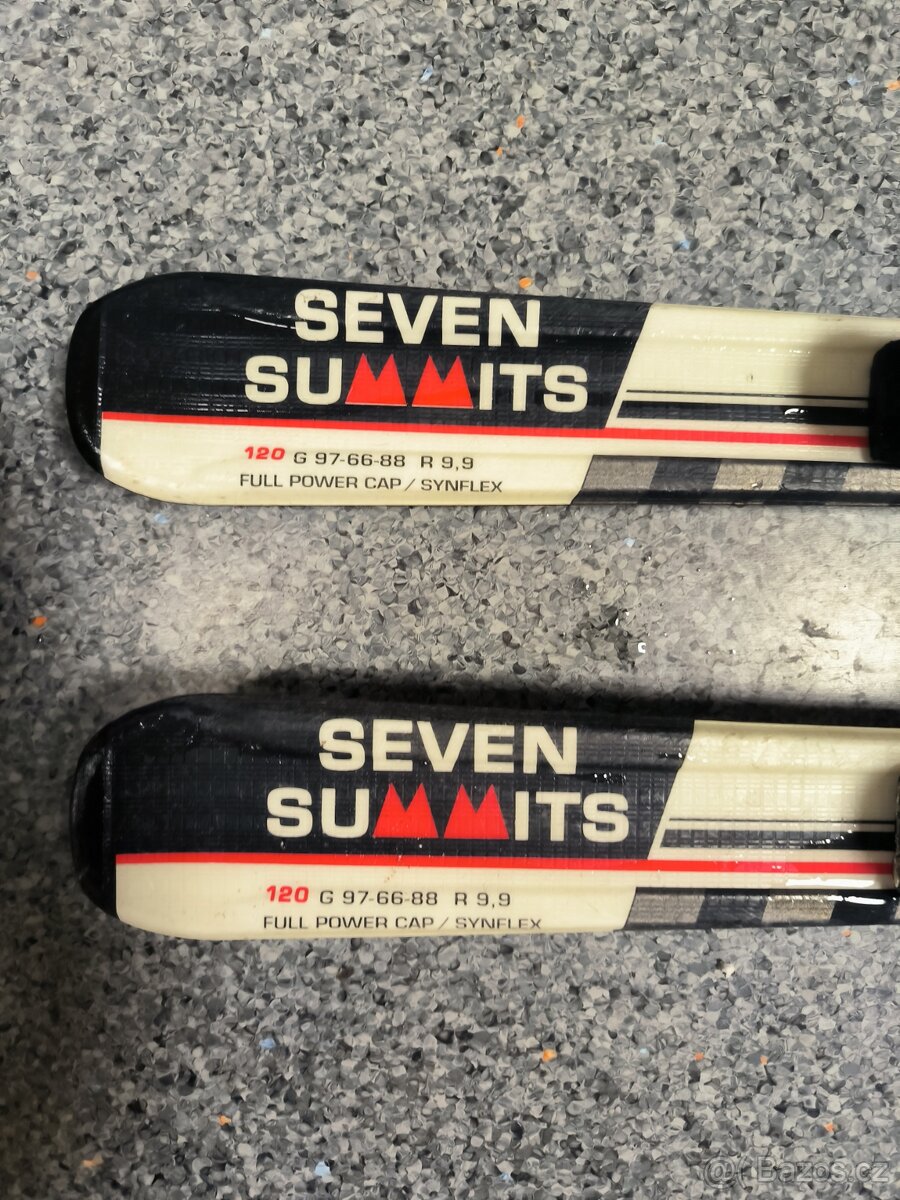 SEVEN
SUMMITS
120 G 97-66-88 R 9,9
FULL POWER CAP / SYNFLEX
SEVEN
SUMMITS
120 G 97-66-88 R 9,9
FULL POWER CAP / SYNFLEX
@ Bazos.cz